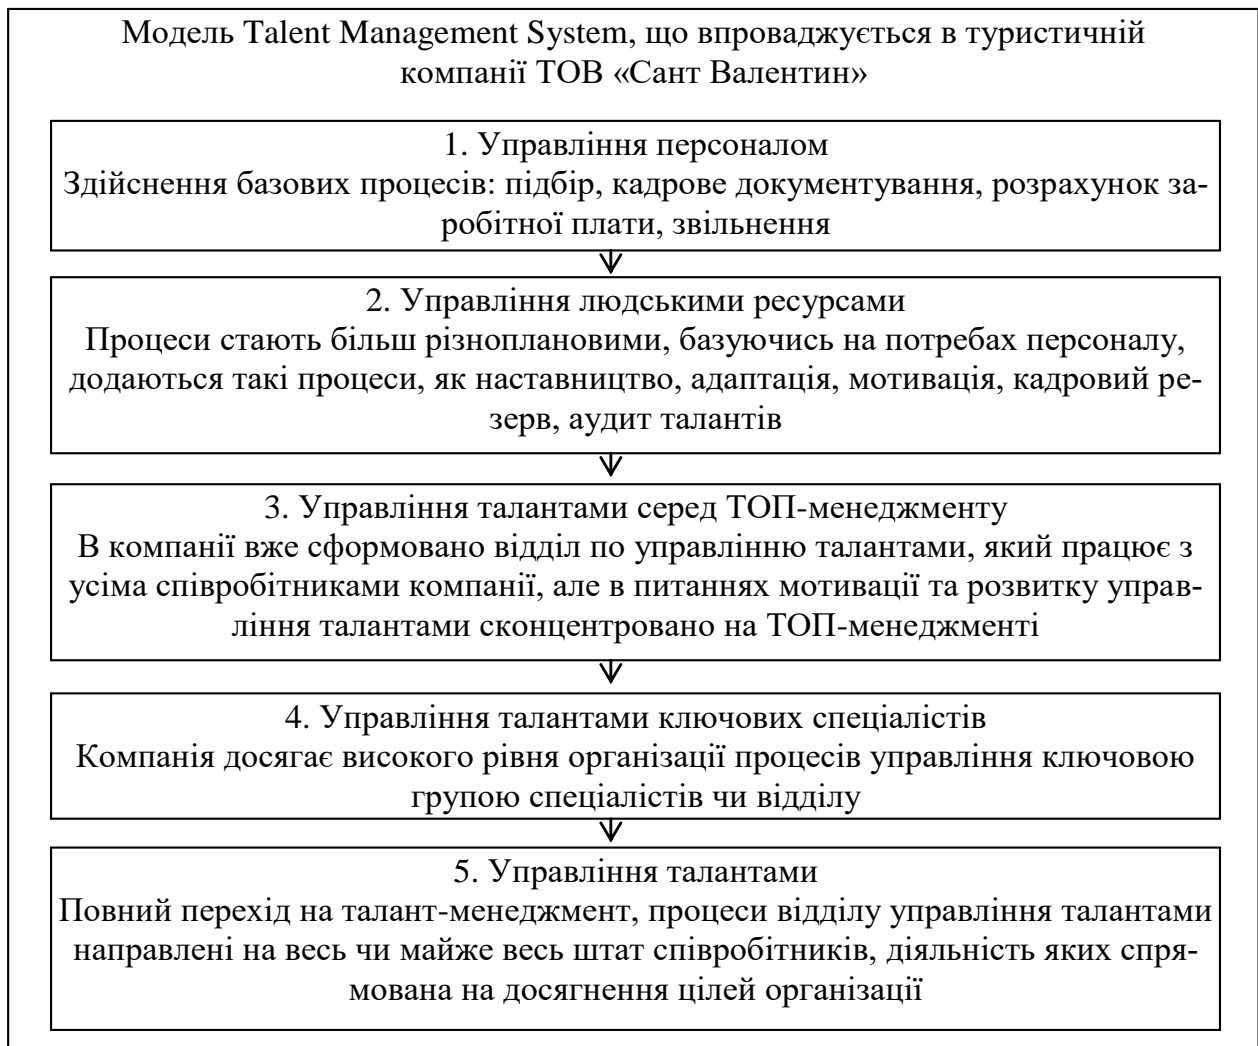 Модель Talent Management System, що впроваджується в туристичній
компанії ТОВ «Сант Валентин»
1. Управління персоналом
Здійснення базових процесів: підбір, кадрове документування, розрахунок за-
робітної плати, звільнення
2. Управління людськими ресурсами
Процеси стають більш різноплановими, базуючись на потребах персоналу,
додаються такі процеси, як наставництво, адаптація, мотивація, кадровий ре-
зерв, аудит талантів
3. Управління талантами серед ТОП-менеджменту
В компанії вже сформовано відділ по управлінню талантами, який працює з
усіма співробітниками компанії, але в питаннях мотивації та розвитку управ-
ління талантами сконцентровано на ТОП-менеджменті
4. Управління талантами ключових спеціалістів
Компанія досягає високого рівня організації процесів управління ключовою
групою спеціалістів чи відділу
5. Управління талантами
Повний перехід на талант-менеджмент, процеси відділу управління талантами
направлені на весь чи майже весь штат співробітників, діяльність яких спря-
мована на досягнення цілей організації